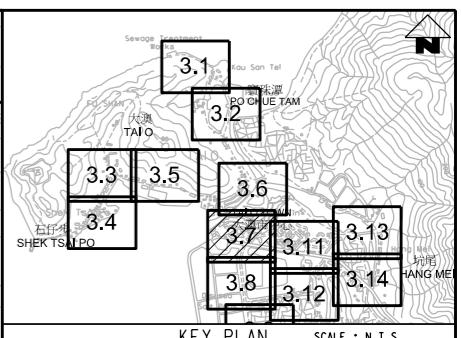 Sewage Treatment
Works
N
3.1
Kau San Tei
寶珠潭
PO CHUE TAM
3.2
大澳
TAI O
3.3
3.5
3.6
3.4
石仔埗
SHEK TSAI PO
3.7
3.11
3.13
坑尾
HANG MEI
3.8
3.12
3.14
KEY PLAN
SCALE : N.T.S.